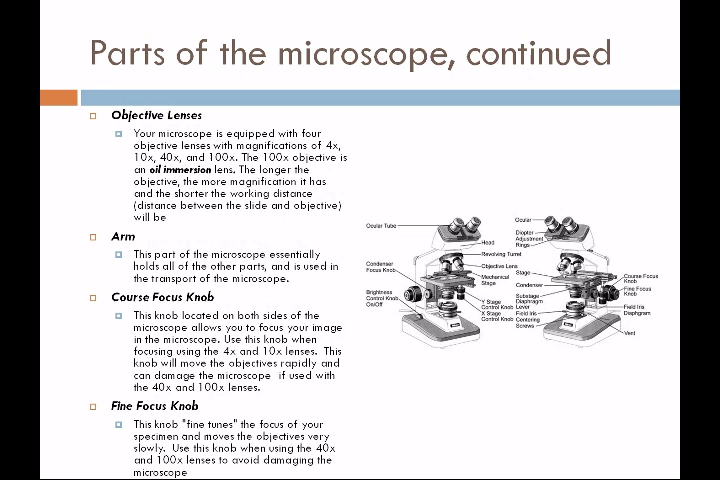 Parts of the microscope, continued
Objective Lenses
Your microscope is equipped with four
objective lenses with magnifications of 4x,
10x, 40x, and 100x. The 100x objective is
an oil immersion lens. The longer the
objective, the more magnification it has
and the shorter the working distance
(distance between the slide and objective)
will be
Arm
This part of the microscope essentially
holds all of the other parts, and is used in
the transport of the microscope.
Course Focus Knob
This knob located on both sides of the
microscope allows you to focus your image
in the microscope. Use this knob when
focusing using the 4x and 10x lenses. This
knob will move the objectives rapidly and
can damage the microscope if used with
the 40x and 100x lenses.
Fine Focus Knob
This knob "fine tunes" the focus of your
specimen and moves the objectives very
slowly. Use this knob when using the 40x
and 100x lenses to avoid damaging the
microscope
Ocular Tube
Head
Revolving Turret
Condenser
Focus Knob
Objective Lens
Mechanical
Stage
Brightness
Control Knob
On/Off
Y Stage
Control Knob
X Stage
Control Knob
Ocular
Diopter
Adjustment
Rings
Stage
Condenser
Substage
Diaphragm
Lever
Field Iris
Centering
Screws
Course Focus
Knob
Fine Focus
Knob
Field Iris
Diaphgram
Vent